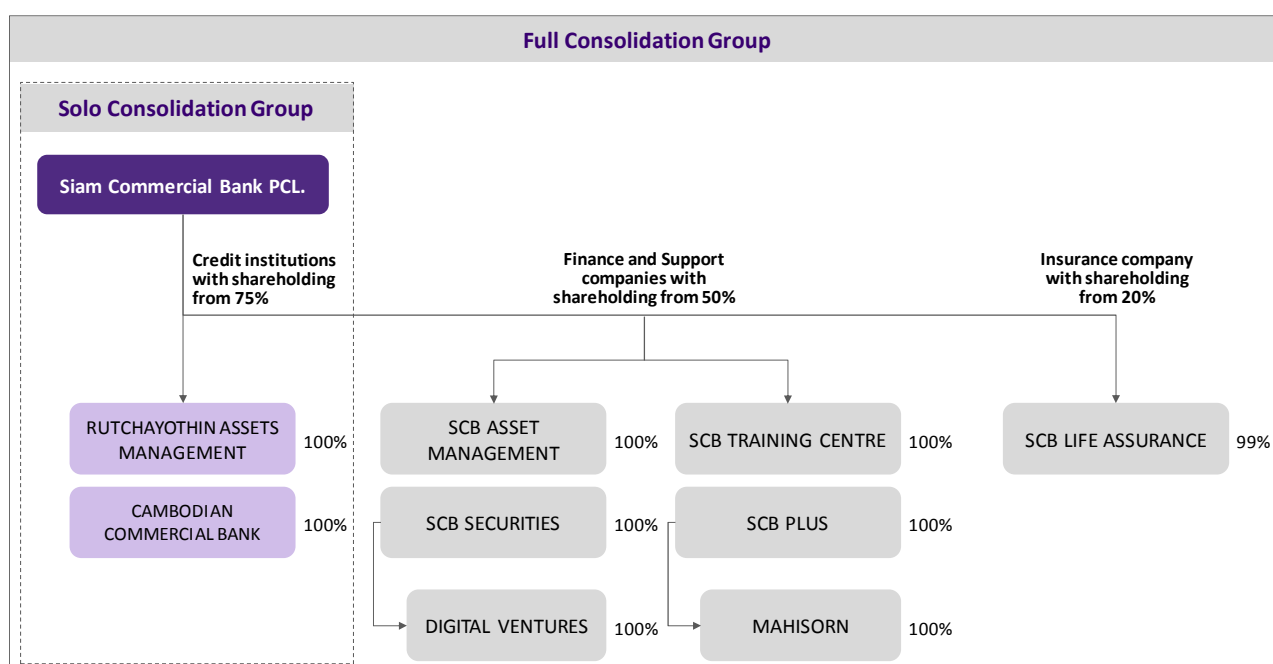 Full Consolidation Group
Solo Consolidation Group
Siam Commercial Bank PCL.
Credit institutions
with shareholding
from 75%
Finance and Support
companies with
shareholding from 50%
Insurance company
with shareholding
from 20%
RUTCHAYOTHIN ASSETS
MANAGEMENT
100%
SCB ASSET
MANAGEMENT
100%
SCB TRAINING CENTRE
100%
SCB LIFE ASSURANCE
99%
CAMBODIAN
COMMERCIAL BANK
100%
SCB SECURITIES
100%
SCB PLUS
100%
DIGITAL VENTURES
100%
MAHISORN
100%